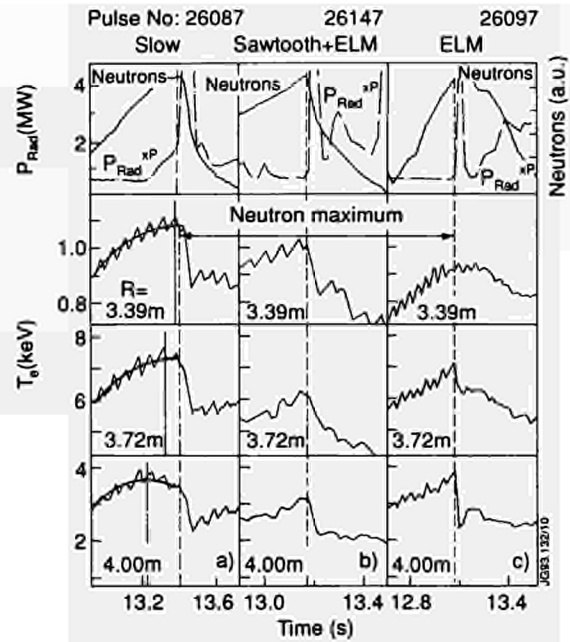 Pulse No: 26087 26147 26097
Slow Sawtooth+ELM ELM
Neutrons Neutrons Neutrons
P_Rad(MW) 4 2
P_Rad^xP P_Rad^xP P_Rad^xP
Neutrons (a.u.)
Neutron maximum
1.0
0.8
R=
3.39m 3.39m 3.39m
T_e(keV)
8
6
3.72m 3.72m 3.72m
4
2
4.00m a) 4.00m b) 4.00m c)
JG93.132/10
13.2 13.6 13.0 13.4 12.8 13.4
Time (s)